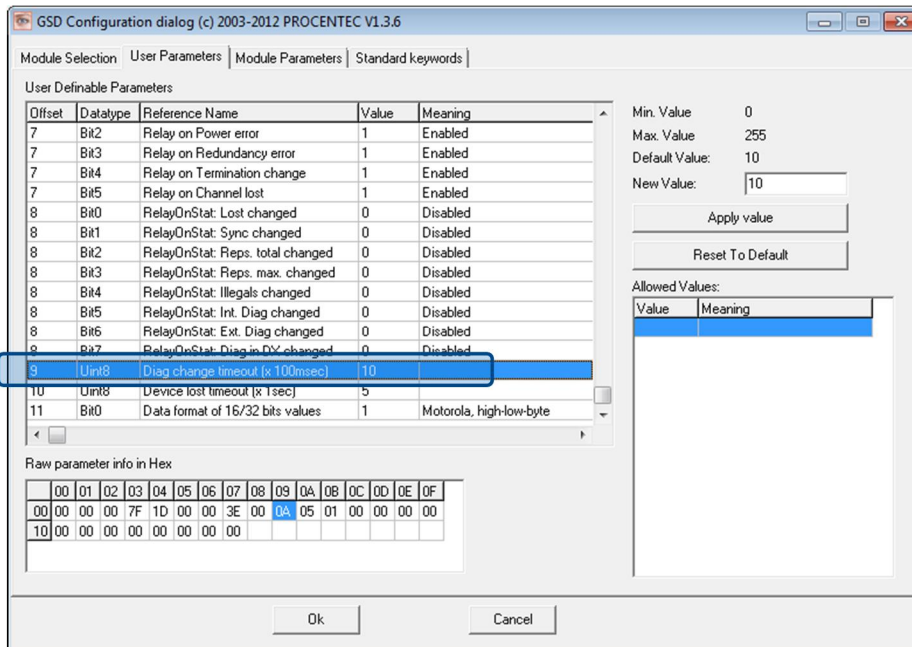 GSD Configuration dialog (c) 2003-2012 PROCENTEC V1.3.6
Module Selection User Parameters Module Parameters Standard keywords
User Definable Parameters
Offset Datatype Reference Name Value Meaning
7 Bit2 Relay on Power error 1 Enabled
7 Bit3 Relay on Redundancy error 1 Enabled
7 Bit4 Relay on Termination change 1 Enabled
7 Bit5 Relay on Channel lost 1 Enabled
8 Bit0 RelayOnStat: Lost changed 0 Disabled
8 Bit1 RelayOnStat: Sync changed 0 Disabled
8 Bit2 RelayOnStat: Reps. total changed 0 Disabled
8 Bit3 RelayOnStat: Reps. max. changed 0 Disabled
8 Bit4 RelayOnStat: Illegals changed 0 Disabled
8 Bit5 RelayOnStat: Int. Diag changed 0 Disabled
8 Bit6 RelayOnStat: Ext. Diag changed 0 Disabled
8 Bit7 RelayOnStat: Diag in DX changed 0 Disabled
9 Uint8 Diag change timeout (x 100msec) 10
10 Uint8 Device lost timeout (x 1sec) 5
11 Bit0 Data format of 16/32 bits values 1 Motorola, high-low-byte
Min. Value 0
Max. Value 255
Default Value: 10
New Value: 10
Apply value
Reset To Default
Allowed Values:
Value Meaning
Raw parameter info in Hex
00 01 02 03 04 05 06 07 08 09 0A 0B 0C 0D 0E 0F
00 00 00 00 7F 1D 00 00 3E 00 0A 05 01 00 00 00 00
10 00 00 00 00 00 00 00 00
Ok Cancel